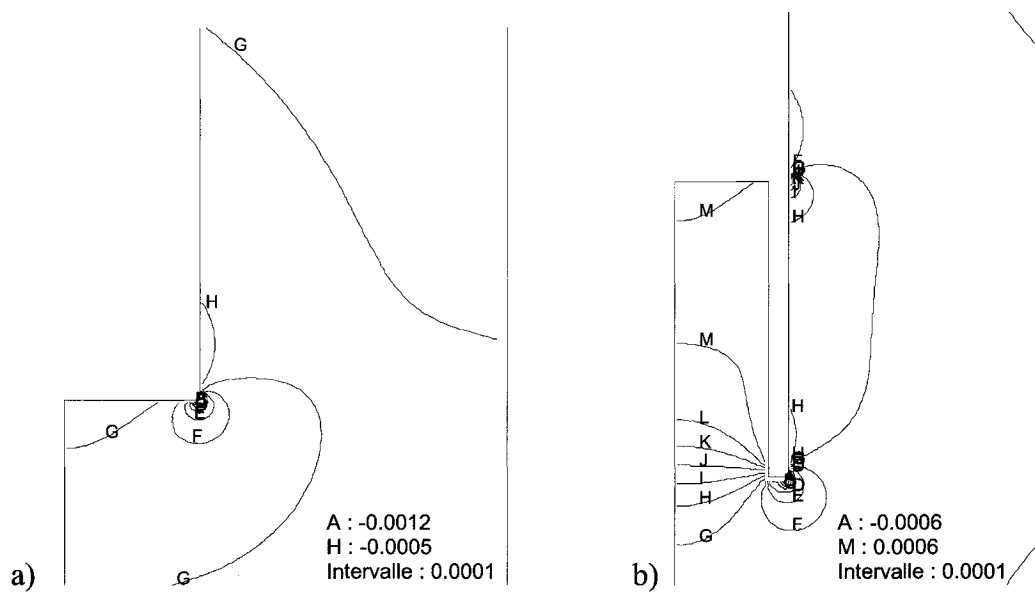 G
H
E
F
G
G
A : -0.0012
H : -0.0005
Intervalle : 0.0001
a)
H
M
M
H
L
K
J
I
H
G
D
E
F
A : -0.0006
M : 0.0006
Intervalle : 0.0001
b)